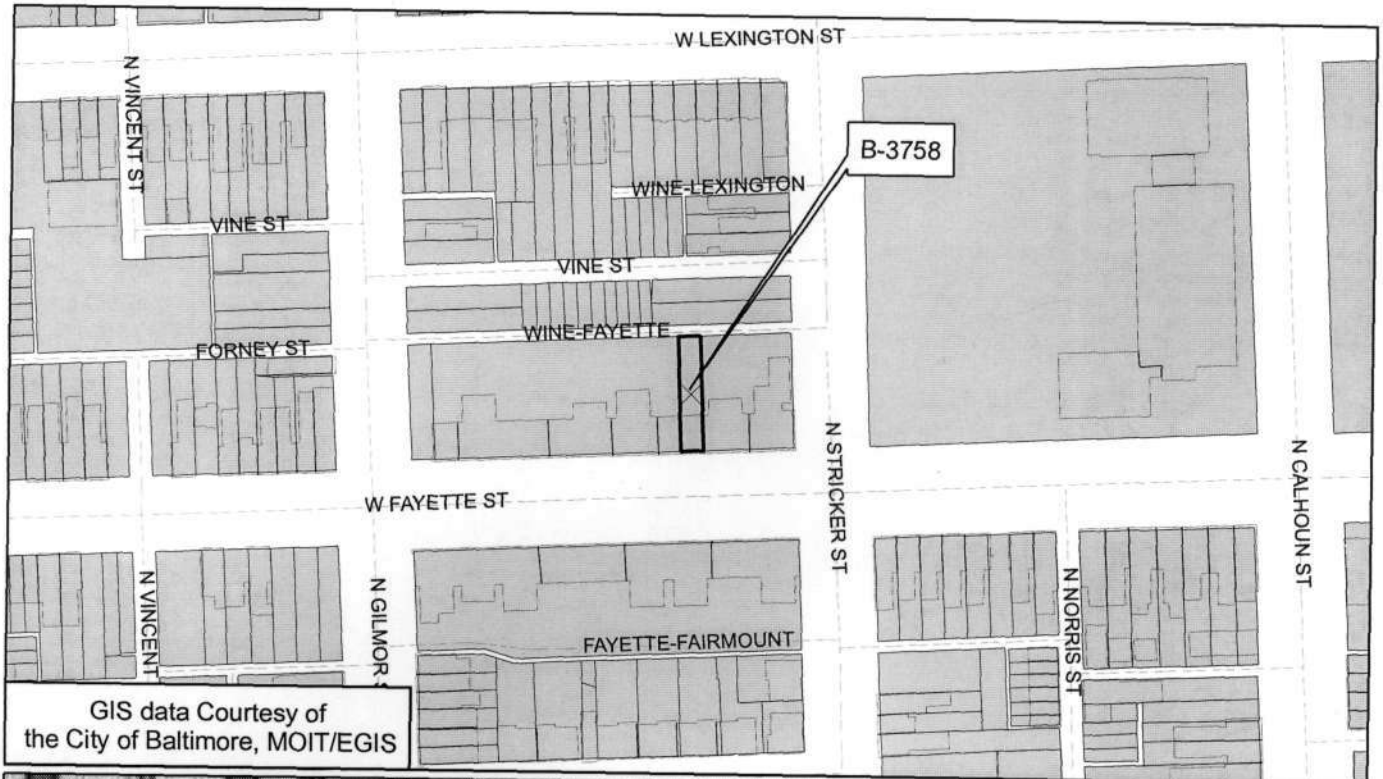 W LEXINGTON ST
N VINCENT ST
B-3758
WINE-LEXINGTON
VINE ST
VINE ST
WINE-FAYETTE
FORNEY ST
N STRICKER ST
N CALHOUN ST
W FAYETTE ST
N VINCENT
N GILMOR S
FAYETTE-FAIRMOUNT
N NORRIS ST
GIS data Courtesy of
the City of Baltimore, MOIT/EGIS